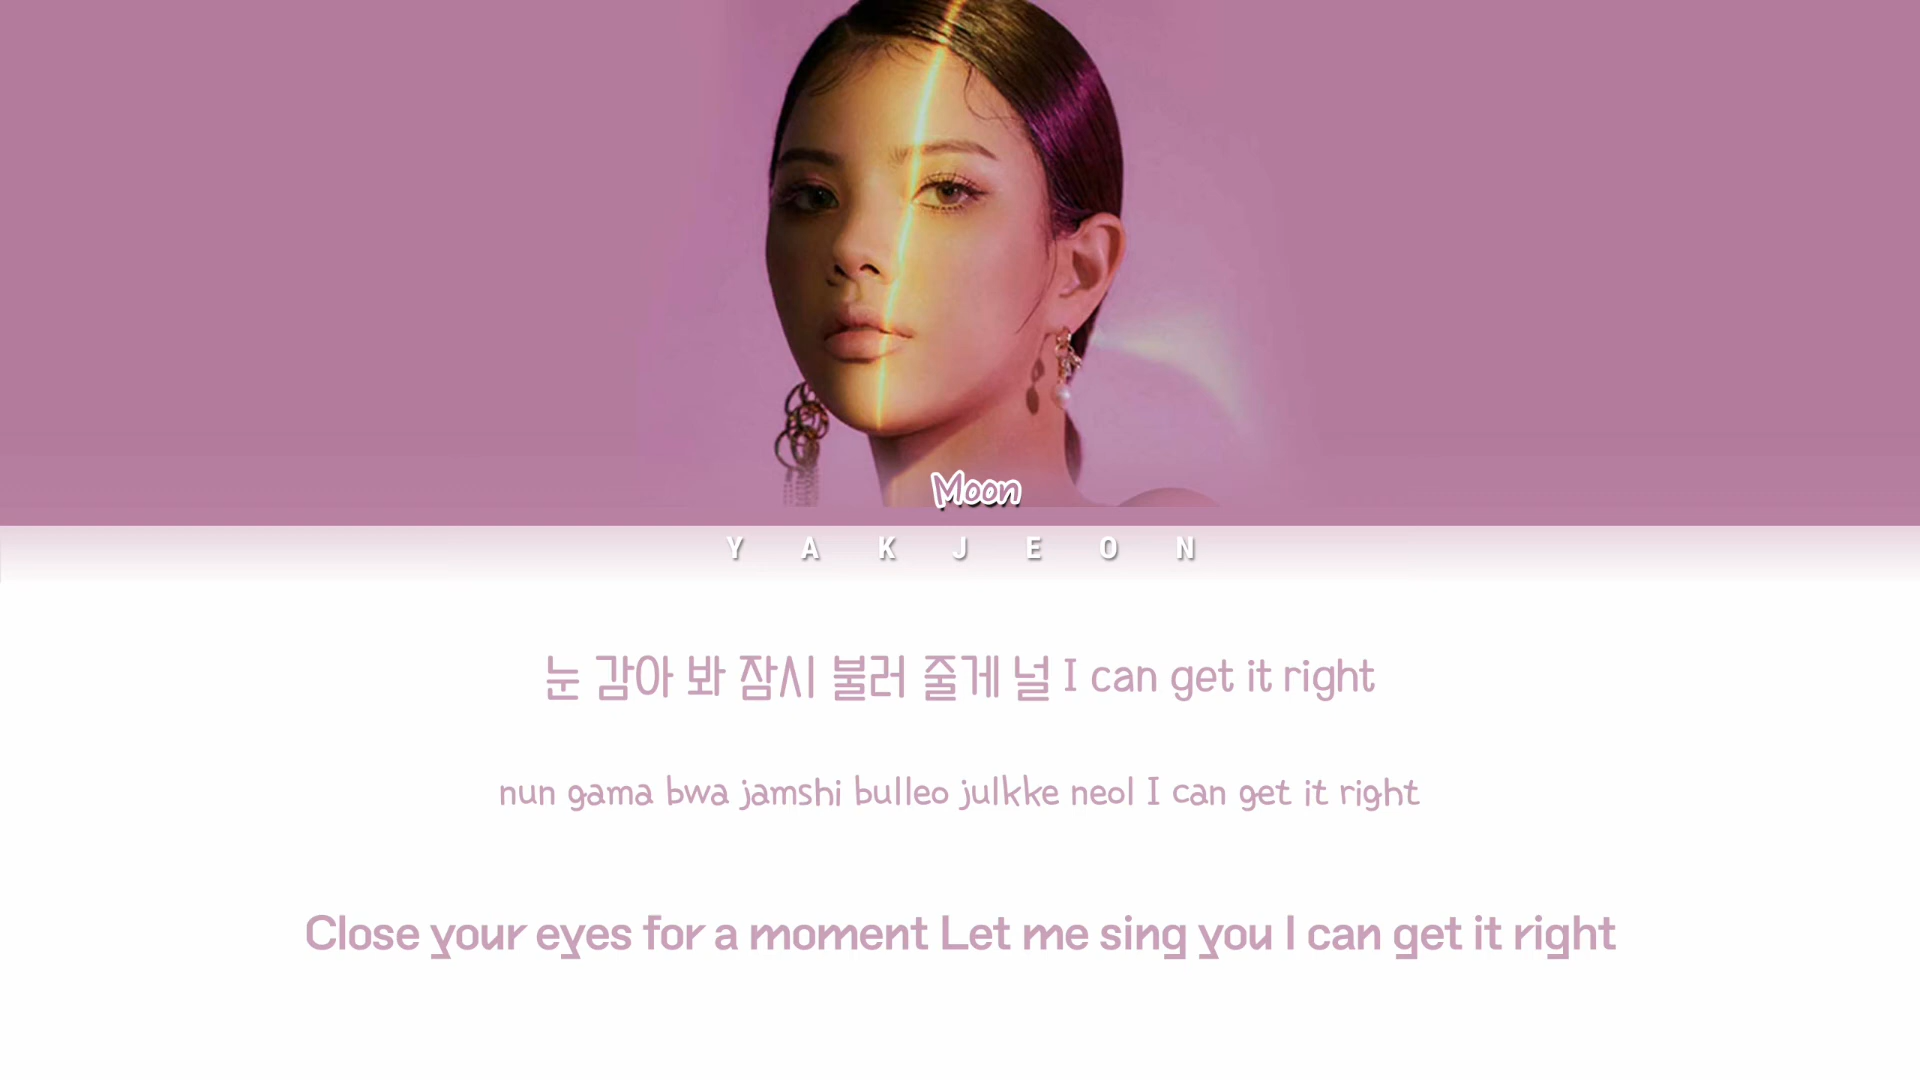 Moon
YAKJEON
눈 감아 봐 잠시 불러 줄게 널 I can get it right
nun gama bwa jamshi bulleo julkke neol I can get it right
Close your eyes for a moment Let me sing you I can get it right